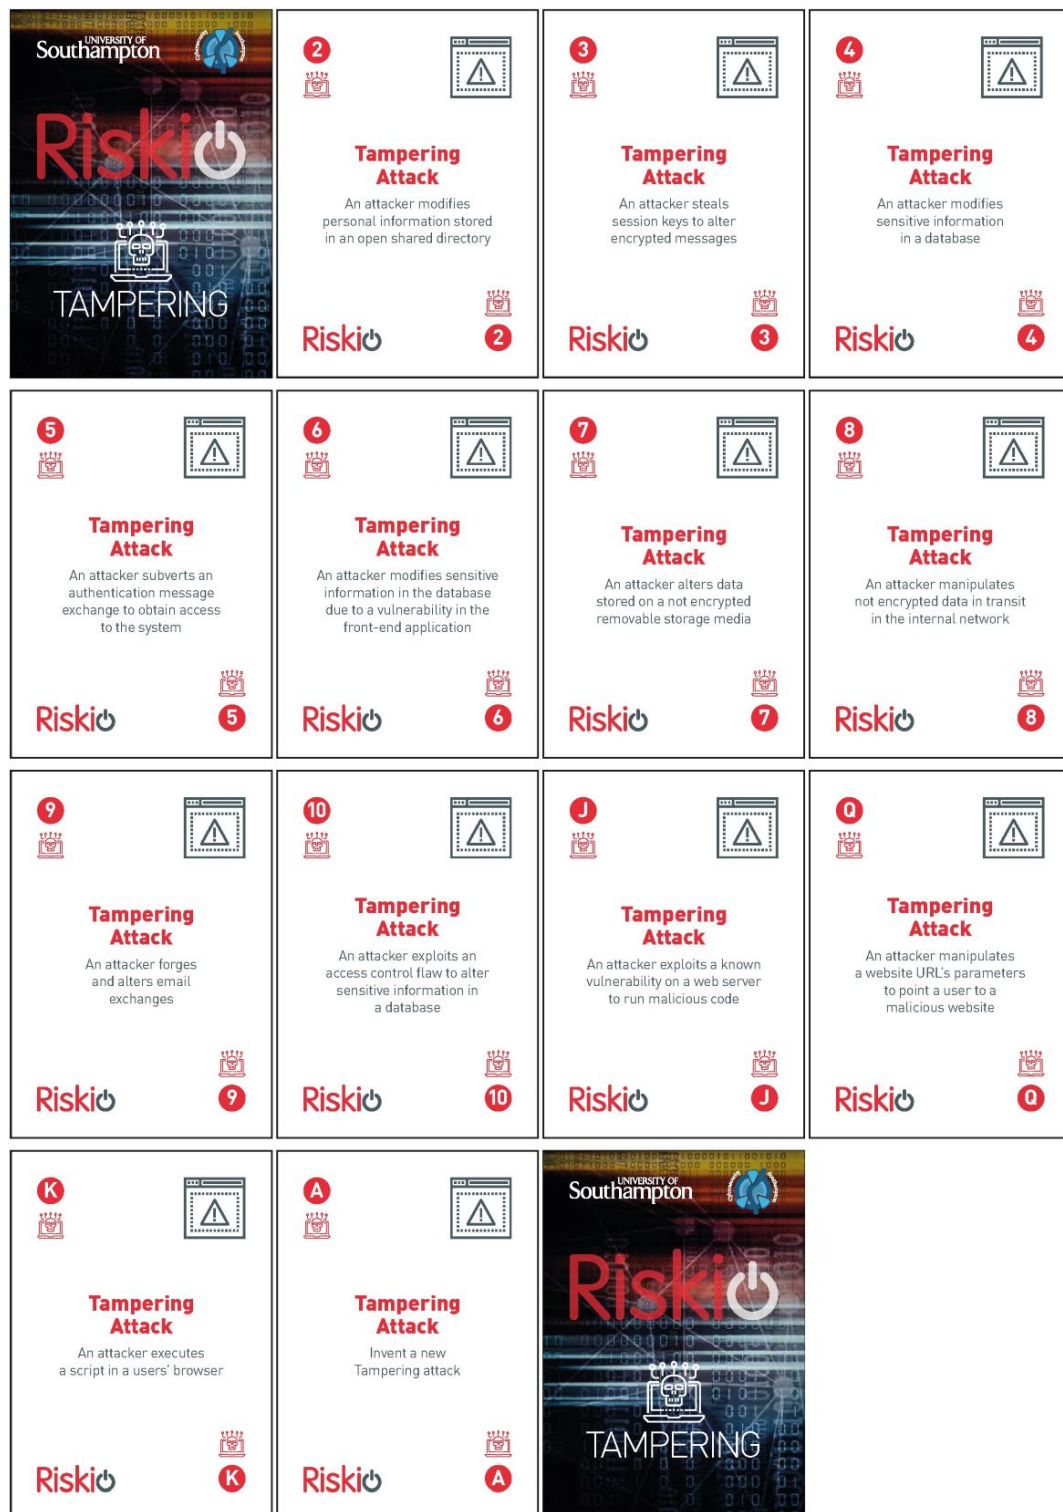 UNIVERSITY OF
Southampton
Riskio
TAMPERING
2
Tampering
Attack
An attacker modifies
personal information stored
in an open shared directory
Riskio
2
3
Tampering
Attack
An attacker steals
session keys to alter
encrypted messages
Riskio
3
4
Tampering
Attack
An attacker modifies
sensitive information
in a database
Riskio
4
5
Tampering
Attack
An attacker subverts an
authentication message
exchange to obtain access
to the system
Riskio
5
6
Tampering
Attack
An attacker modifies sensitive
information in the database
due to a vulnerability in the
front-end application
Riskio
6
7
Tampering
Attack
An attacker alters data
stored on a not encrypted
removable storage media
Riskio
7
8
Tampering
Attack
An attacker manipulates
not encrypted data in transit
in the internal network
Riskio
8
9
Tampering
Attack
An attacker forges
and alters email
exchanges
Riskio
9
10
Tampering
Attack
An attacker exploits an
access control flaw to alter
sensitive information in
a database
Riskio
10
J
Tampering
Attack
An attacker exploits a known
vulnerability on a web server
to run malicious code
Riskio
J
Q
Tampering
Attack
An attacker manipulates
a website URL's parameters
to point a user to a
malicious website
Riskio
Q
K
Tampering
Attack
An attacker executes
a script in a users' browser
Riskio
K
A
Tampering
Attack
Invent a new
Tampering attack
Riskio
A
UNIVERSITY OF
Southampton
Riskio
TAMPERING